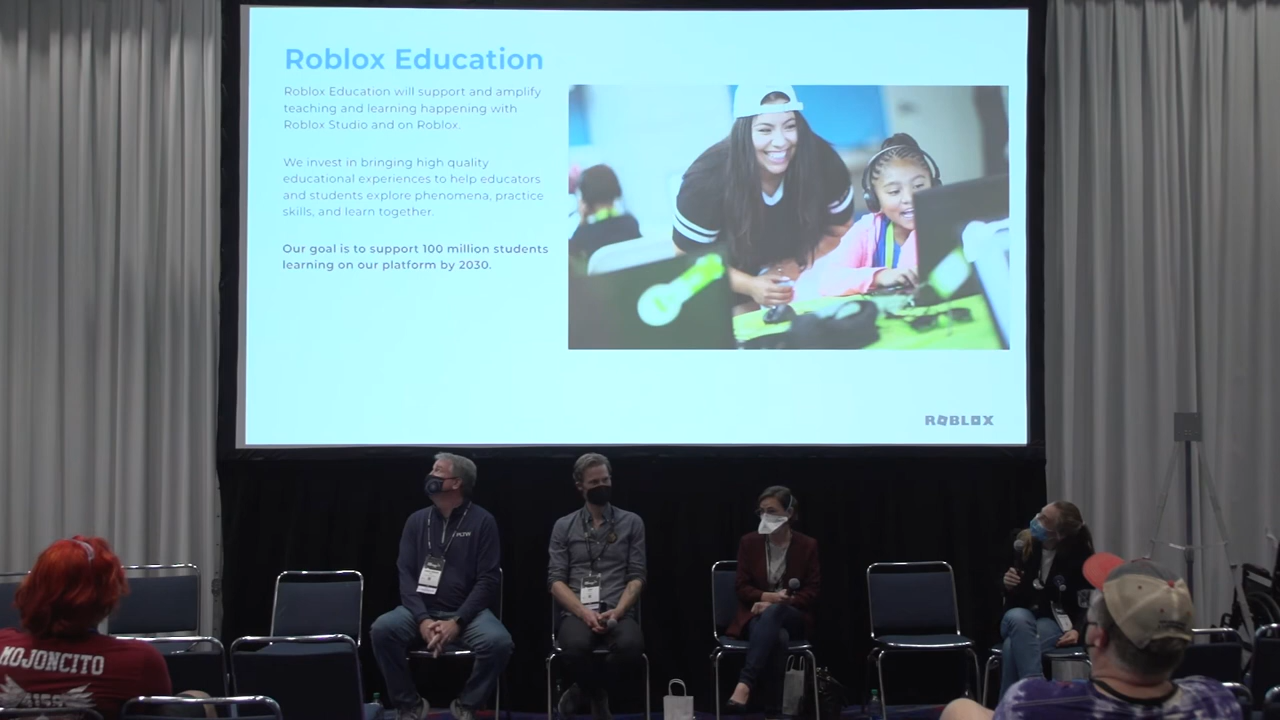 Roblox Education
Roblox Education will support and amplify
teaching and learning happening with
Roblox Studio and on Roblox.
We invest in bringing high quality
educational experiences to help educators
and students explore phenomena, practice
skills, and learn together.
Our goal is to support 100 million students
learning on our platform by 2030.
ROBLOX
PLTW
MOJONCITO